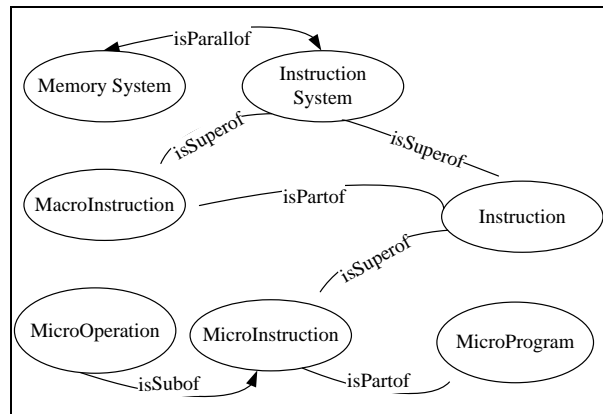 isParallof
Memory System
Instruction
System
isSuperof
isSuperof
MacroInstruction
isPartof
Instruction
isSuperof
MicroOperation
MicroInstruction
MicroProgram
isSubof
isPartof